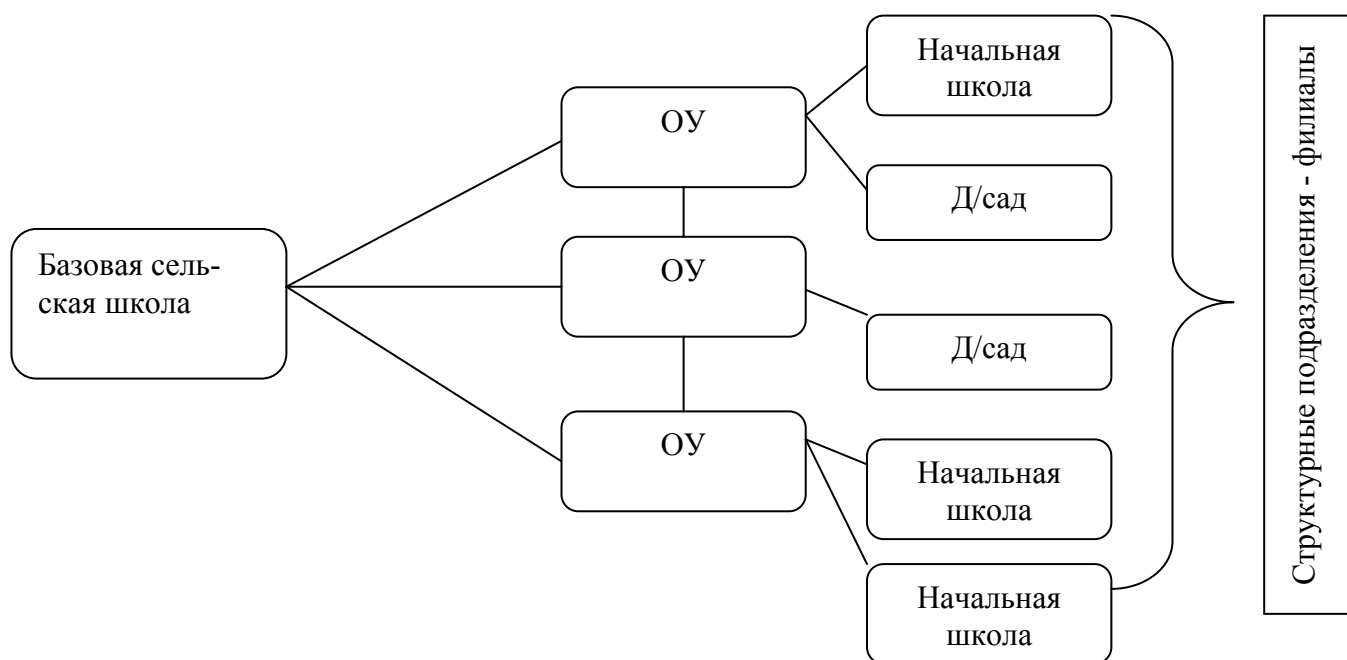 Базовая сель-
ская школа
ОУ
ОУ
ОУ
Начальная
школа
Д/сад
Д/сад
Начальная
школа
Начальная
школа
Структурные подразделения - филиалы